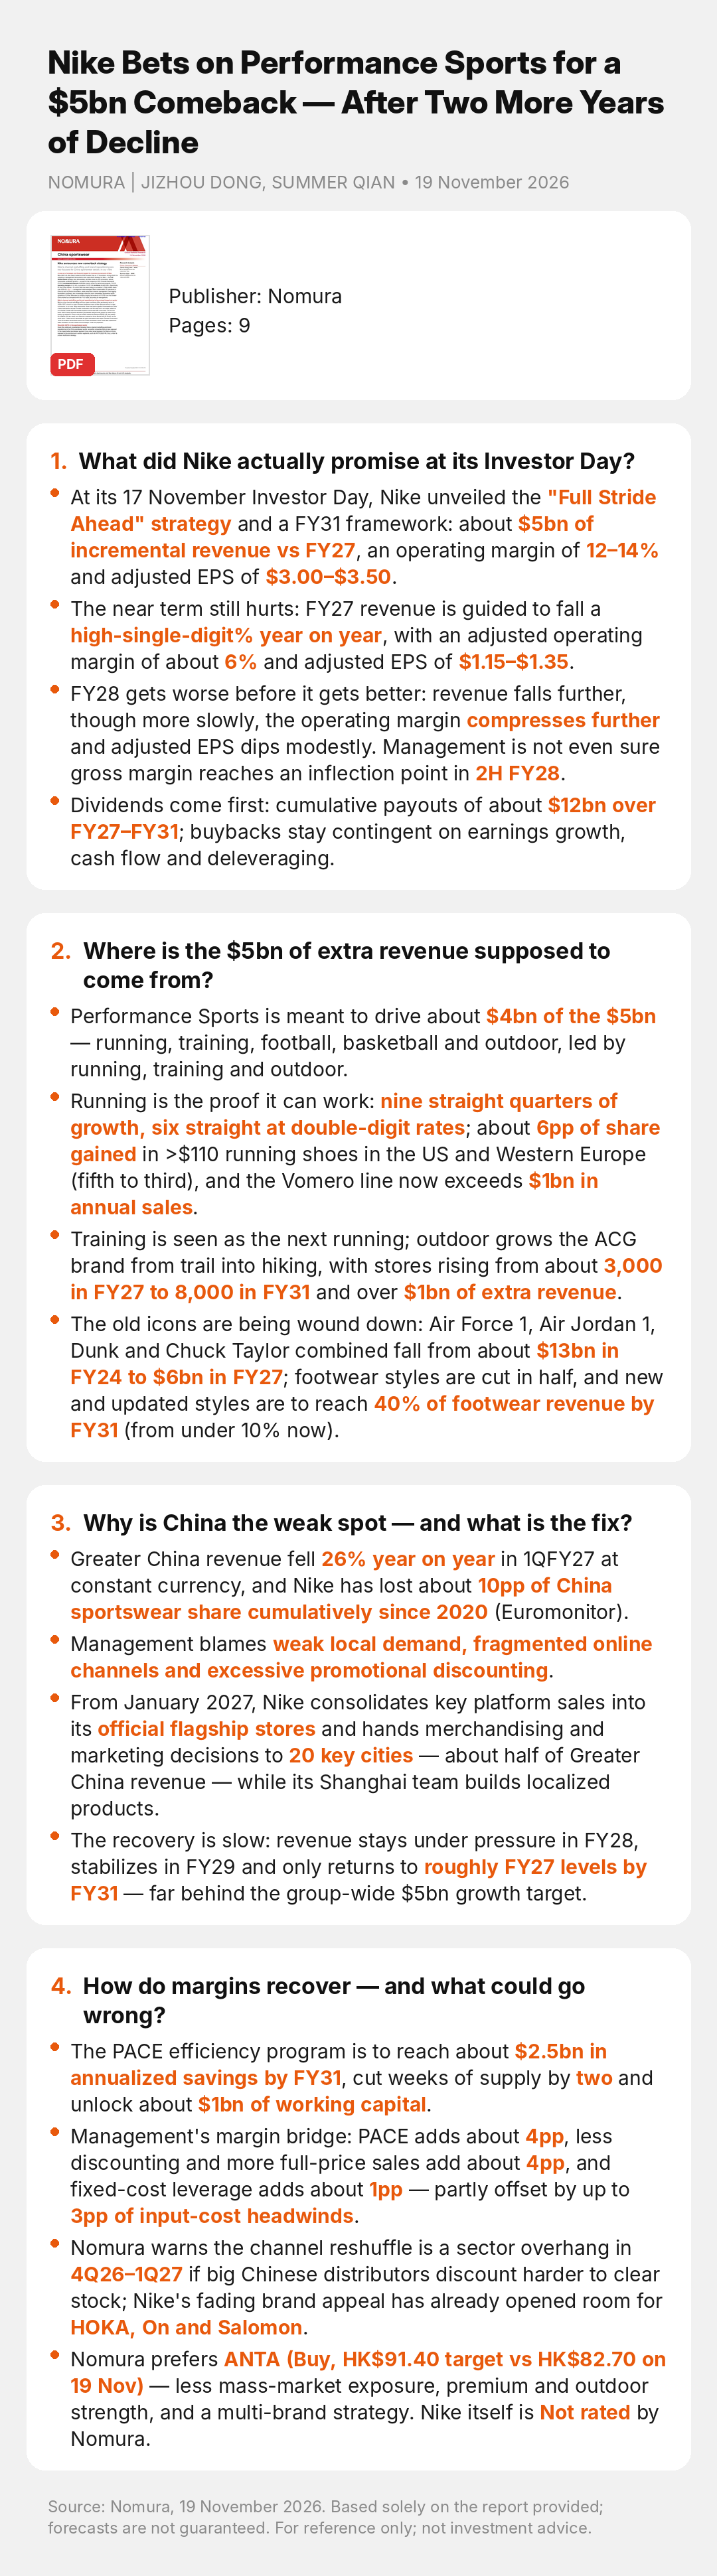 Nike Bets on Performance Sports for a
$5bn Comeback — After Two More Years
of Decline
NOMURA | JIZHOU DONG, SUMMER QIAN • 19 November 2026
NOMURA
China sportswear
PDF
Publisher: Nomura
Pages: 9
1. What did Nike actually promise at its Investor Day?
At its 17 November Investor Day, Nike unveiled the "Full Stride
Ahead" strategy and a FY31 framework: about $5bn of
incremental revenue vs FY27, an operating margin of 12–14%
and adjusted EPS of $3.00–$3.50.
The near term still hurts: FY27 revenue is guided to fall a
high-single-digit% year on year, with an adjusted operating
margin of about 6% and adjusted EPS of $1.15–$1.35.
FY28 gets worse before it gets better: revenue falls further,
though more slowly, the operating margin compresses further
and adjusted EPS dips modestly. Management is not even sure
gross margin reaches an inflection point in 2H FY28.
Dividends come first: cumulative payouts of about $12bn over
FY27–FY31; buybacks stay contingent on earnings growth,
cash flow and deleveraging.
2. Where is the $5bn of extra revenue supposed to
come from?
Performance Sports is meant to drive about $4bn of the $5bn
— running, training, football, basketball and outdoor, led by
running, training and outdoor.
Running is the proof it can work: nine straight quarters of
growth, six straight at double-digit rates; about 6pp of share
gained in >$110 running shoes in the US and Western Europe
(fifth to third), and the Vomero line now exceeds $1bn in
annual sales.
Training is seen as the next running; outdoor grows the ACG
brand from trail into hiking, with stores rising from about 3,000
in FY27 to 8,000 in FY31 and over $1bn of extra revenue.
The old icons are being wound down: Air Force 1, Air Jordan 1,
Dunk and Chuck Taylor combined fall from about $13bn in
FY24 to $6bn in FY27; footwear styles are cut in half, and new
and updated styles are to reach 40% of footwear revenue by
FY31 (from under 10% now).
3. Why is China the weak spot — and what is the fix?
Greater China revenue fell 26% year on year in 1QFY27 at
constant currency, and Nike has lost about 10pp of China
sportswear share cumulatively since 2020 (Euromonitor).
Management blames weak local demand, fragmented online
channels and excessive promotional discounting.
From January 2027, Nike consolidates key platform sales into
its official flagship stores and hands merchandising and
marketing decisions to 20 key cities — about half of Greater
China revenue — while its Shanghai team builds localized
products.
The recovery is slow: revenue stays under pressure in FY28,
stabilizes in FY29 and only returns to roughly FY27 levels by
FY31 — far behind the group-wide $5bn growth target.
4. How do margins recover — and what could go
wrong?
The PACE efficiency program is to reach about $2.5bn in
annualized savings by FY31, cut weeks of supply by two and
unlock about $1bn of working capital.
Management's margin bridge: PACE adds about 4pp, less
discounting and more full-price sales add about 4pp, and
fixed-cost leverage adds about 1pp — partly offset by up to
3pp of input-cost headwinds.
Nomura warns the channel reshuffle is a sector overhang in
4Q26–1Q27 if big Chinese distributors discount harder to clear
stock; Nike's fading brand appeal has already opened room for
HOKA, On and Salomon.
Nomura prefers ANTA (Buy, HK$91.40 target vs HK$82.70 on
19 Nov) — less mass-market exposure, premium and outdoor
strength, and a multi-brand strategy. Nike itself is Not rated by
Nomura.
Source: Nomura, 19 November 2026. Based solely on the report provided;
forecasts are not guaranteed. For reference only; not investment advice.